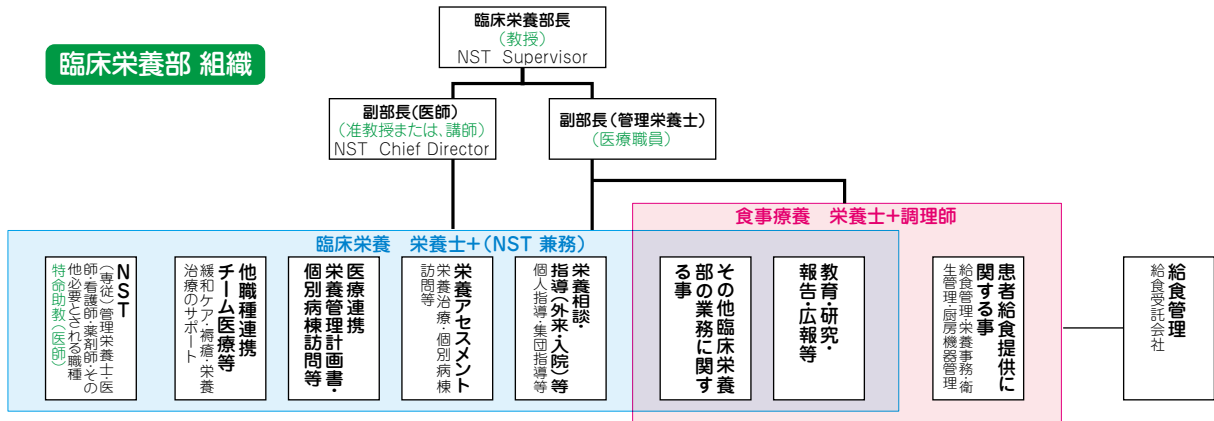 臨床栄養部 組織
臨床栄養部長
(教授)
NST Supervisor
副部長(医師)
(准教授または、講師)
NST Chief Director
副部長(管理栄養士)
(医療職員)
食事療養 栄養士+調理師
臨床栄養 栄養士+(NST 兼務)
NST
(専従)管理栄養士・医
師・看護師・薬剤師・その
他必要とされる職種
特命助教(医師)
他職種連携
チーム医療等
緩和ケア・褥瘡・栄養
治療のサポート
医療連携
栄養管理計画書・
個別病棟訪問等
栄養アセスメント
栄養治療・個別病棟
訪問等
栄養相談・
指導(外来・入院)等
個人指導・集団指導等
その他臨床栄養
部の業務に関す
る事
教育・研究・
報告・広報等
患者給食提供に
関する事
給食管理・栄養事務・衛
生管理・厨房機器管理
給食管理
給食受託会社